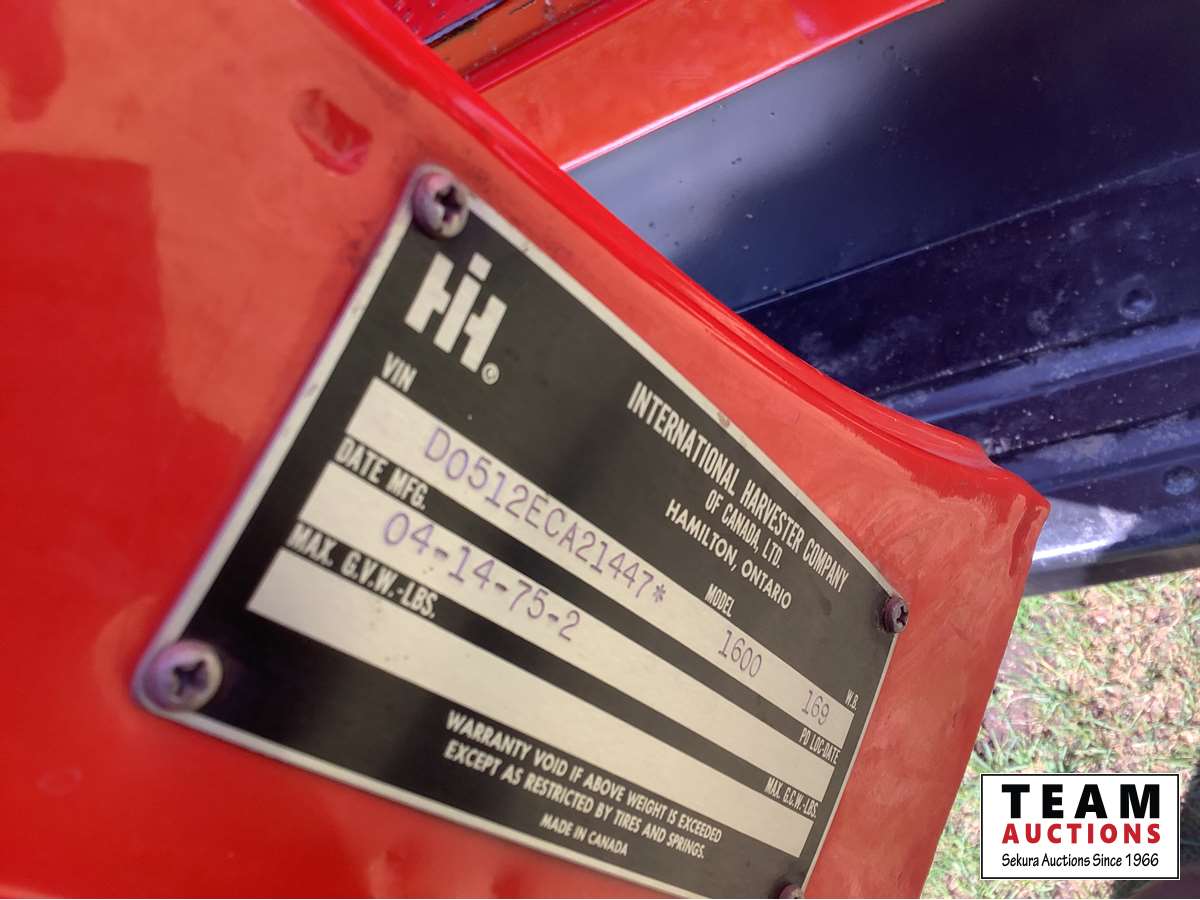 IH®
INTERNATIONAL HARVESTER COMPANY
OF CANADA, LTD.
HAMILTON, ONTARIO
VIN MODEL W.B.
D0512ECA21447* 1600 169
DATE MFG. PD LOC-DATE
04-14-75-2
MAX. G.V.W.-LBS. MAX. G.C.W.-LBS.
WARRANTY VOID IF ABOVE WEIGHT IS EXCEEDED
EXCEPT AS RESTRICTED BY TIRES AND SPRINGS.
MADE IN CANADA
TEAM
AUCTIONS
Sekura Auctions Since 1966